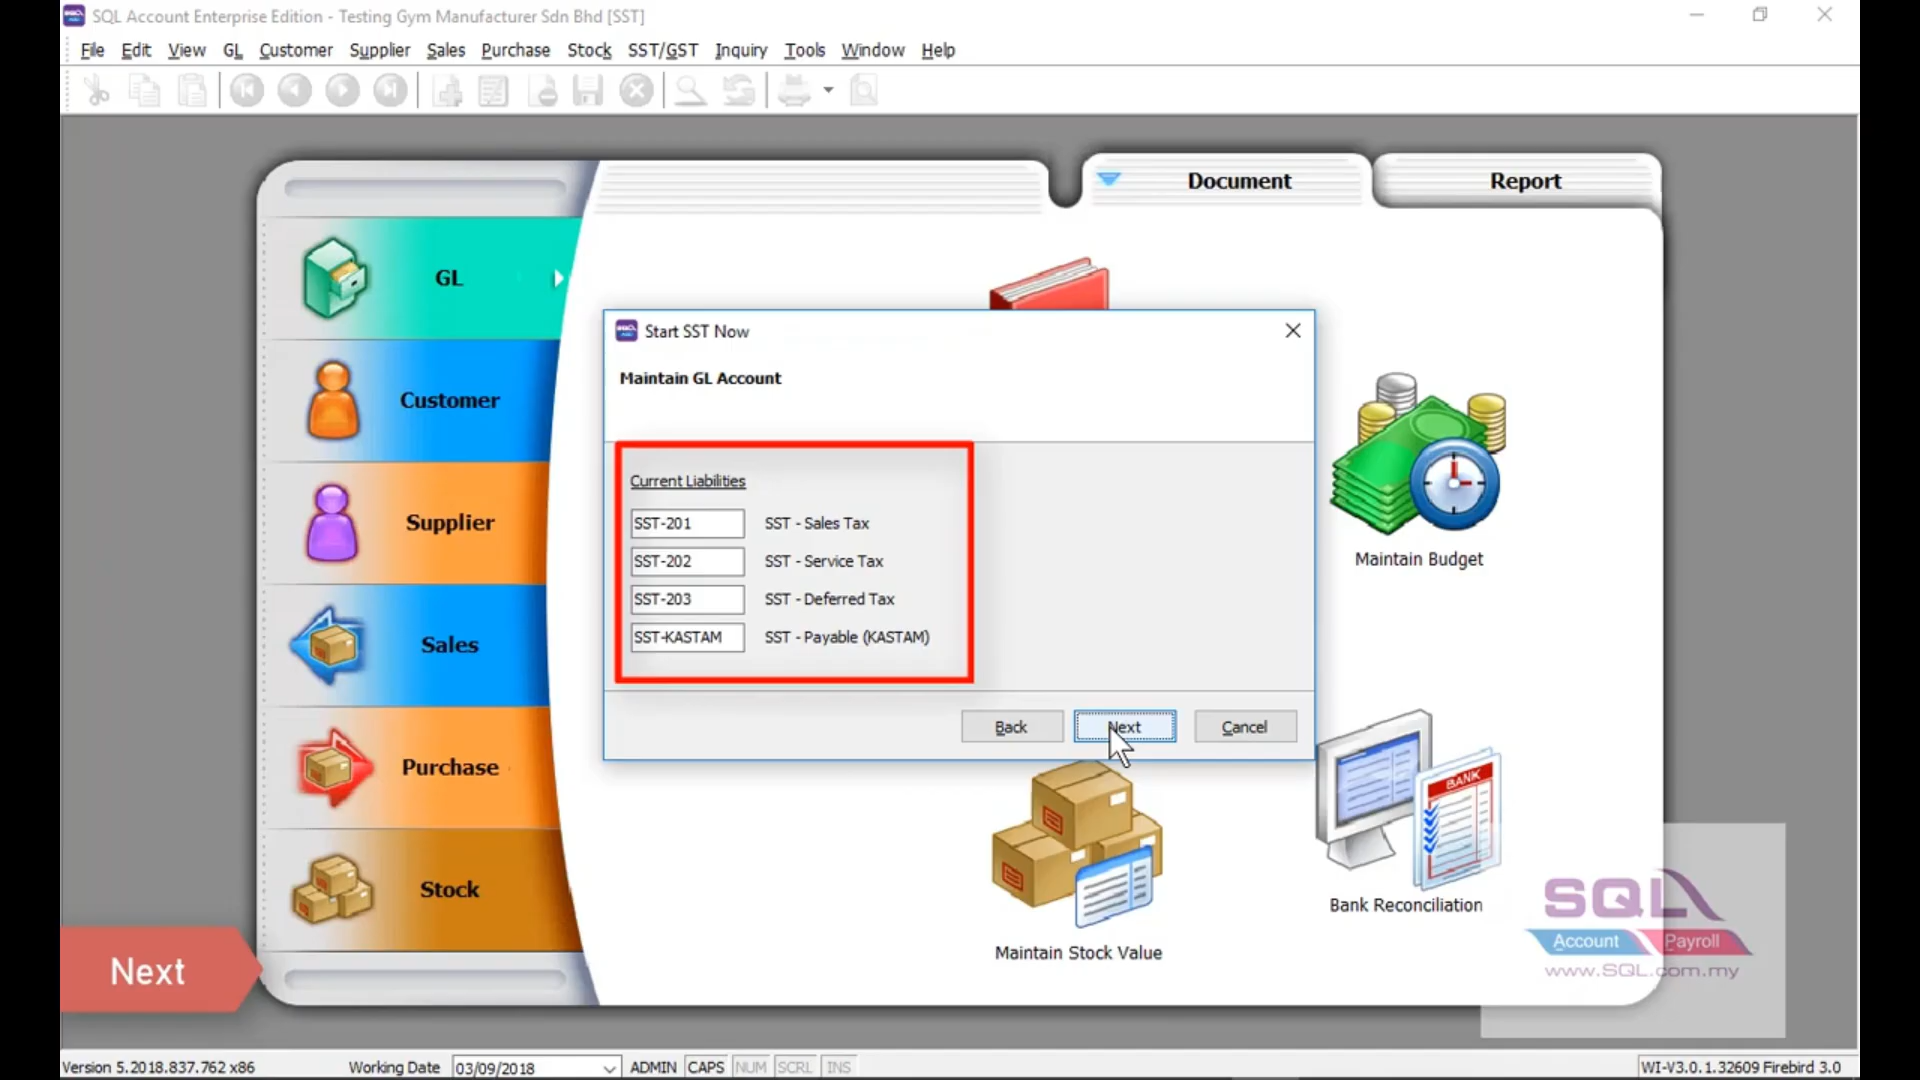 SQL Account Enterprise Edition - Testing Gym Manufacturer Sdn Bhd [SST]
File Edit View GL Customer Supplier Sales Purchase Stock SST/GST Inquiry Tools Window Help
Document
Report
GL
Customer
Supplier
Sales
Purchase
Stock
Start SST Now
Maintain GL Account
Current Liabilities
SST-201 SST - Sales Tax
SST-202 SST - Service Tax
SST-203 SST - Deferred Tax
SST-KASTAM SST - Payable (KASTAM)
Back Next Cancel
Maintain Budget
BANK
Bank Reconciliation
Maintain Stock Value
SQL
Account Payroll
www.SQL.com.my
Next
Version 5.2018.837.762 x86 Working Date 03/09/2018 ADMIN CAPS NUM SCRL INS WI-V3.0.1.32609 Firebird 3.0